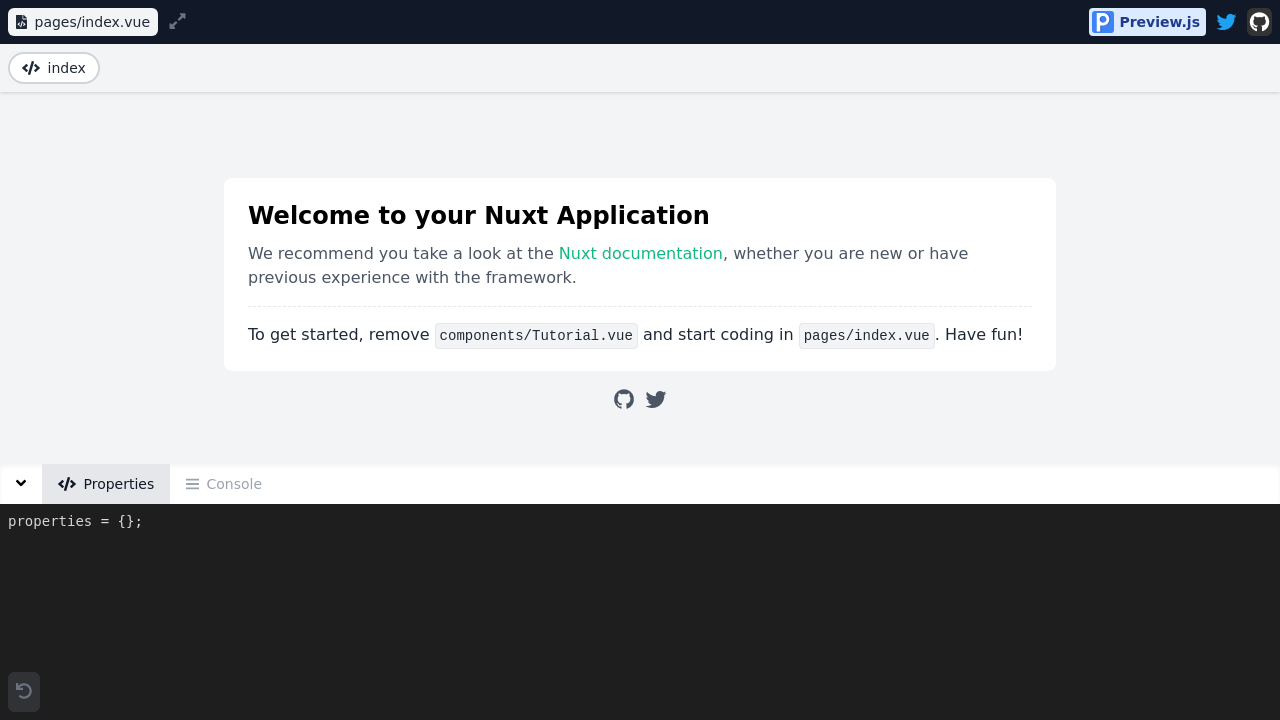 pages/index.vue
Preview.js
index
Welcome to your Nuxt Application
We recommend you take a look at the Nuxt documentation, whether you are new or have
previous experience with the framework.
To get started, remove components/Tutorial.vue and start coding in pages/index.vue. Have fun!
Properties
Console
properties = {};